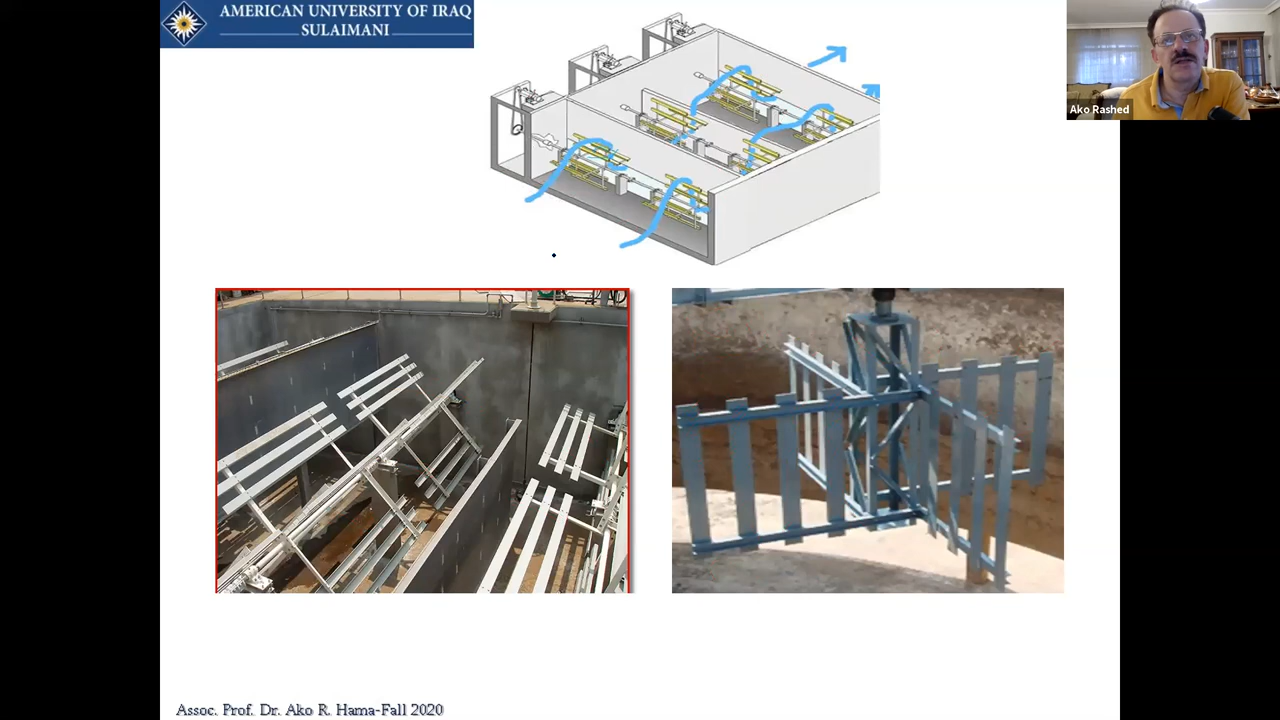 AMERICAN UNIVERSITY OF IRAQ
SULAIMANI
Ako Rashed
Assoc. Prof. Dr. Ako R. Hama-Fall 2020